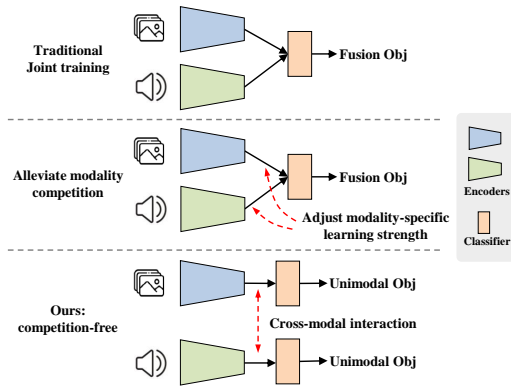 Traditional
Joint training
Fusion Obj
Alleviate modality
competition
Fusion Obj
Adjust modality-specific
learning strength
Ours:
competition-free
Unimodal Obj
Cross-modal interaction
Unimodal Obj
Encoders
Classifier